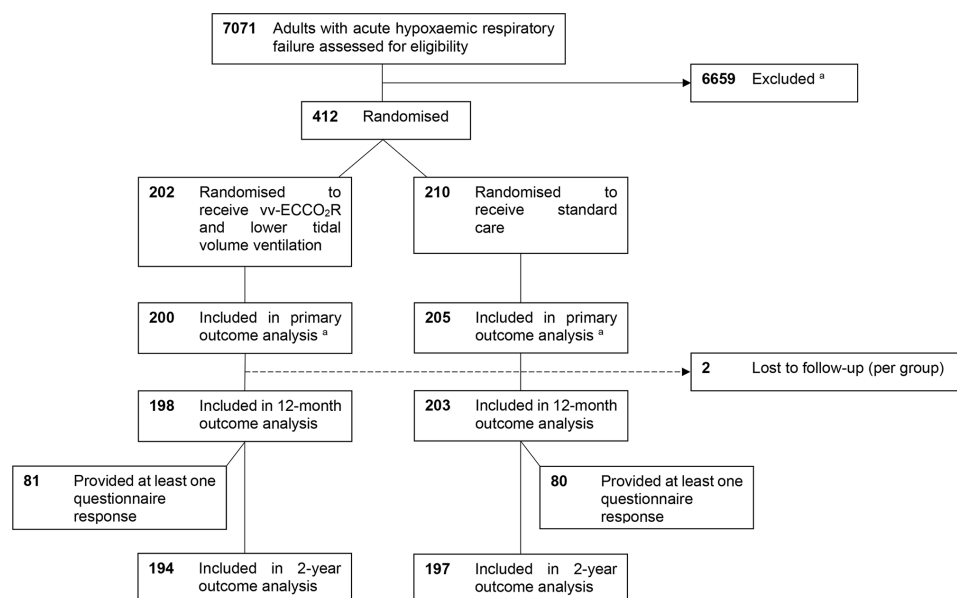 7071 Adults with acute hypoxaemic respiratory
failure assessed for eligibility
6659 Excluded ᵃ
412 Randomised
202 Randomised to
receive vv-ECCO₂R
and lower tidal
volume ventilation
210 Randomised to
receive standard
care
200 Included in primary
outcome analysis ᵃ
205 Included in primary
outcome analysis ᵃ
2 Lost to follow-up (per group)
198 Included in 12-month
outcome analysis
203 Included in 12-month
outcome analysis
81 Provided at least one
questionnaire
response
80 Provided at least one
questionnaire
response
194 Included in 2-year
outcome analysis
197 Included in 2-year
outcome analysis